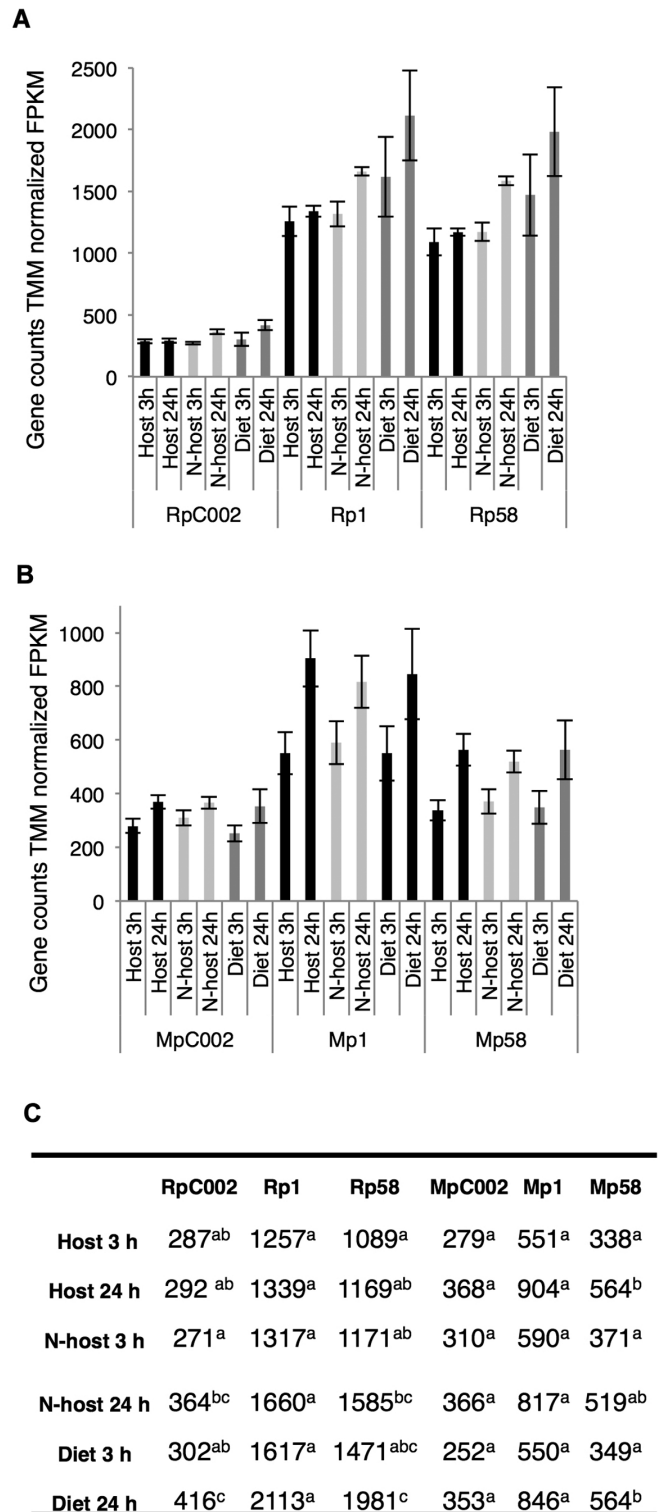 A
Gene counts TMM normalized FPKM
2500
2000
1500
1000
500
0
Host 3h
Host 24h
N-host 3h
N-host 24h
Diet 3h
Diet 24h
Host 3h
Host 24h
N-host 3h
N-host 24h
Diet 3h
Diet 24h
Host 3h
Host 24h
N-host 3h
N-host 24h
Diet 3h
Diet 24h
RpC002 Rp1 Rp58
B
Gene counts TMM normalized FPKM
1000
800
600
400
200
0
Host 3h
Host 24h
N-host 3h
N-host 24h
Diet 3h
Diet 24h
Host 3h
Host 24h
N-host 3h
N-host 24h
Diet 3h
Diet 24h
Host 3h
Host 24h
N-host 3h
N-host 24h
Diet 3h
Diet 24h
MpC002 Mp1 Mp58
C
RpC002 Rp1 Rp58 MpC002 Mp1 Mp58
Host 3 h 287ab 1257a 1089a 279a 551a 338a
Host 24 h 292 ab 1339a 1169ab 368a 904a 564b
N-host 3 h 271a 1317a 1171ab 310a 590a 371a
N-host 24 h 364bc 1660a 1585bc 366a 817a 519ab
Diet 3 h 302ab 1617a 1471abc 252a 550a 349a
Diet 24 h 416c 2113a 1981c 353a 846a 564b